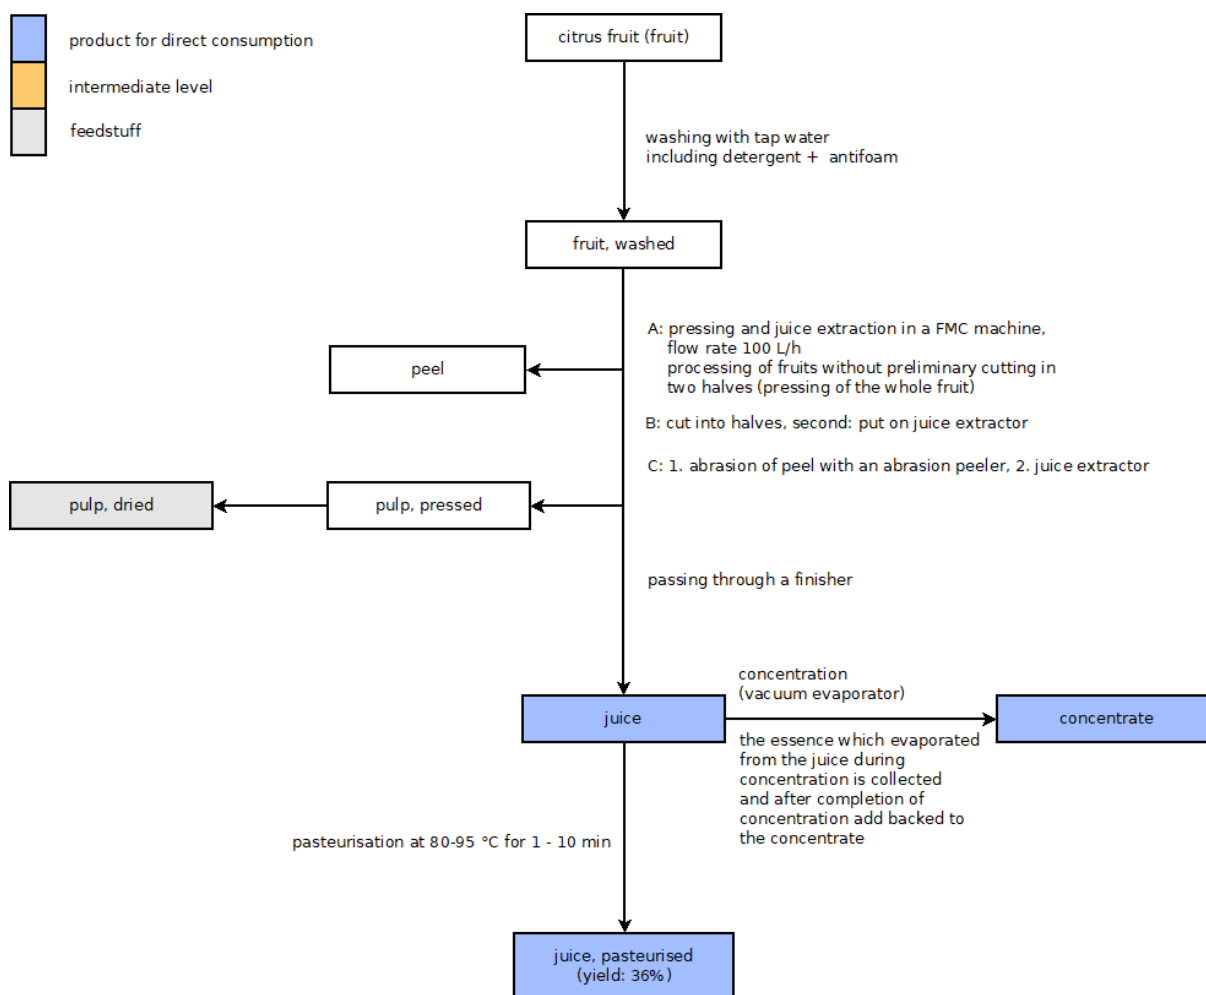 product for direct consumption
intermediate level
feedstuff
citrus fruit (fruit)
washing with tap water
including detergent + antifoam
fruit, washed
A: pressing and juice extraction in a FMC machine,
flow rate 100 L/h
processing of fruits without preliminary cutting in
two halves (pressing of the whole fruit)
peel
B: cut into halves, second: put on juice extractor
C: 1. abrasion of peel with an abrasion peeler, 2. juice extractor
pulp, dried
pulp, pressed
passing through a finisher
concentration
(vacuum evaporator)
juice
concentrate
the essence which evaporated
from the juice during
concentration is collected
and after completion of
concentration add backed to
the concentrate
pasteurisation at 80-95 °C for 1 - 10 min
juice, pasteurised
(yield: 36%)